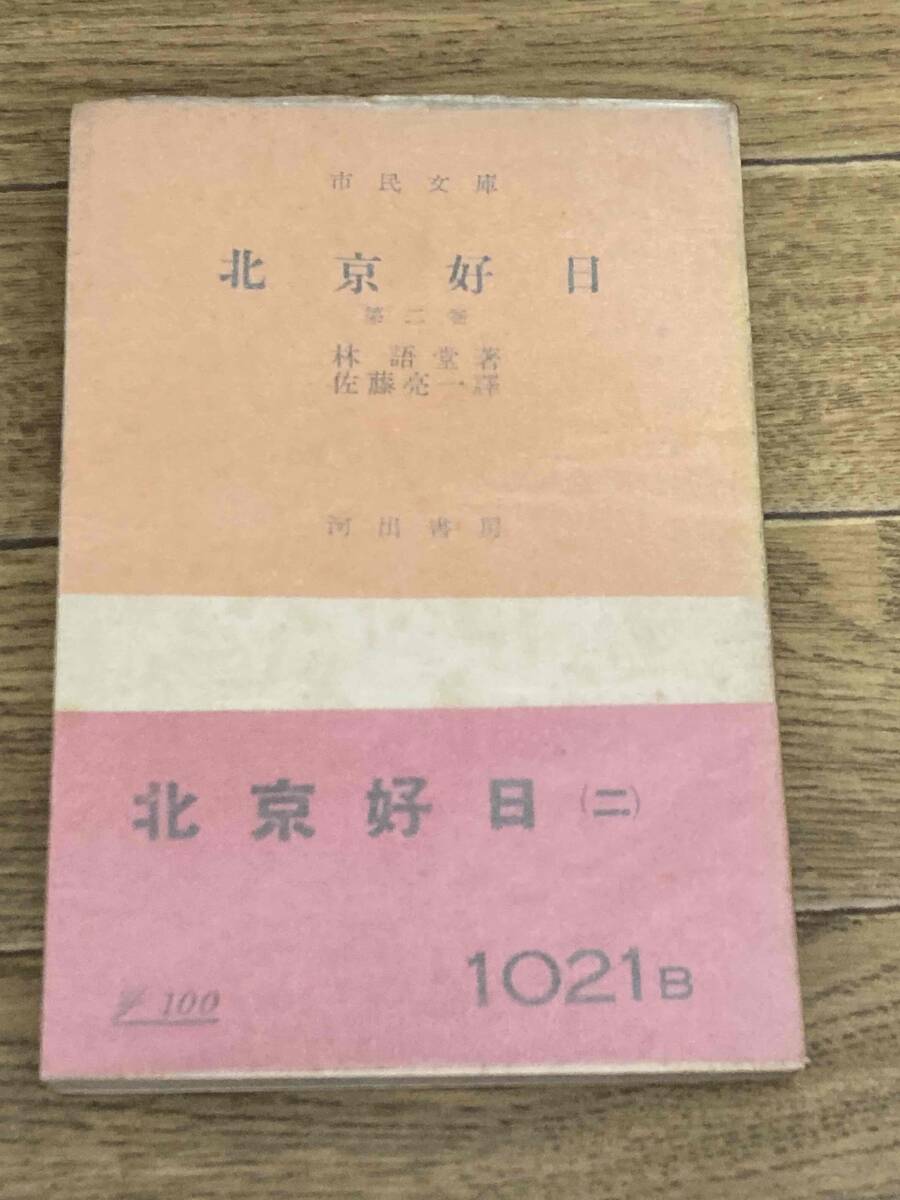 市民文庫
北京好日
第二巻
林語堂著
佐藤亮一譯
河出書房
北京好日(二)
¥ 100
1021B